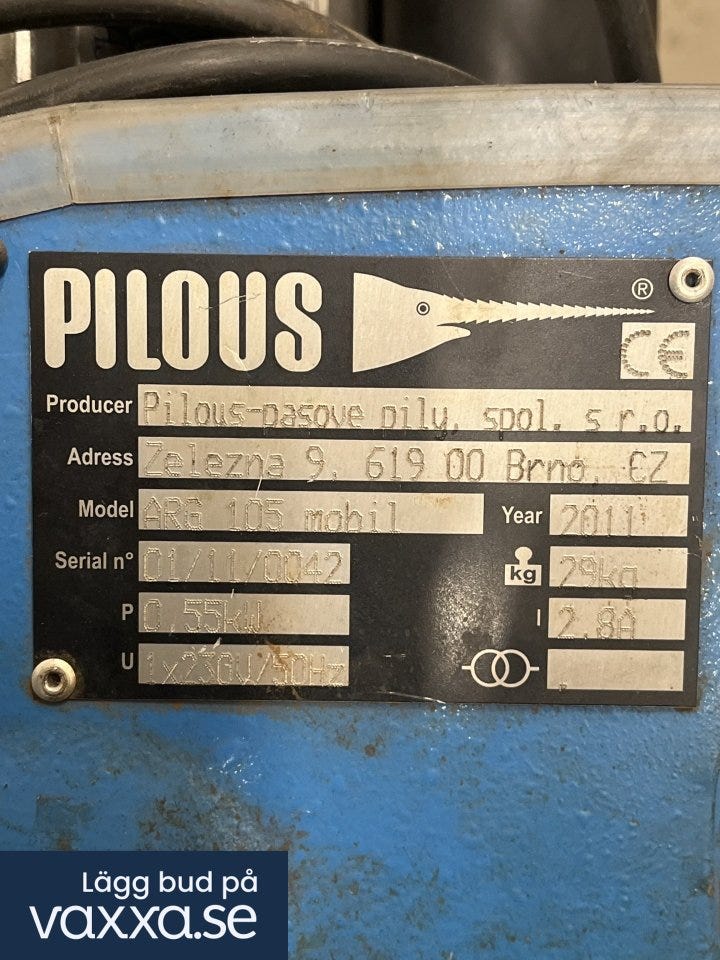 PILOUS ®
CE
Producer Pilous-pasove pily, spol. s r.o.
Adress Zelezna 9, 619 00 Brno, CZ
Model ARG 105 mobil Year 2011
Serial n° 01/11/0042 kg 29kg
P 0,55kW I 2.8A
U 1x230V/50Hz
Lägg bud på
vaxxa.se